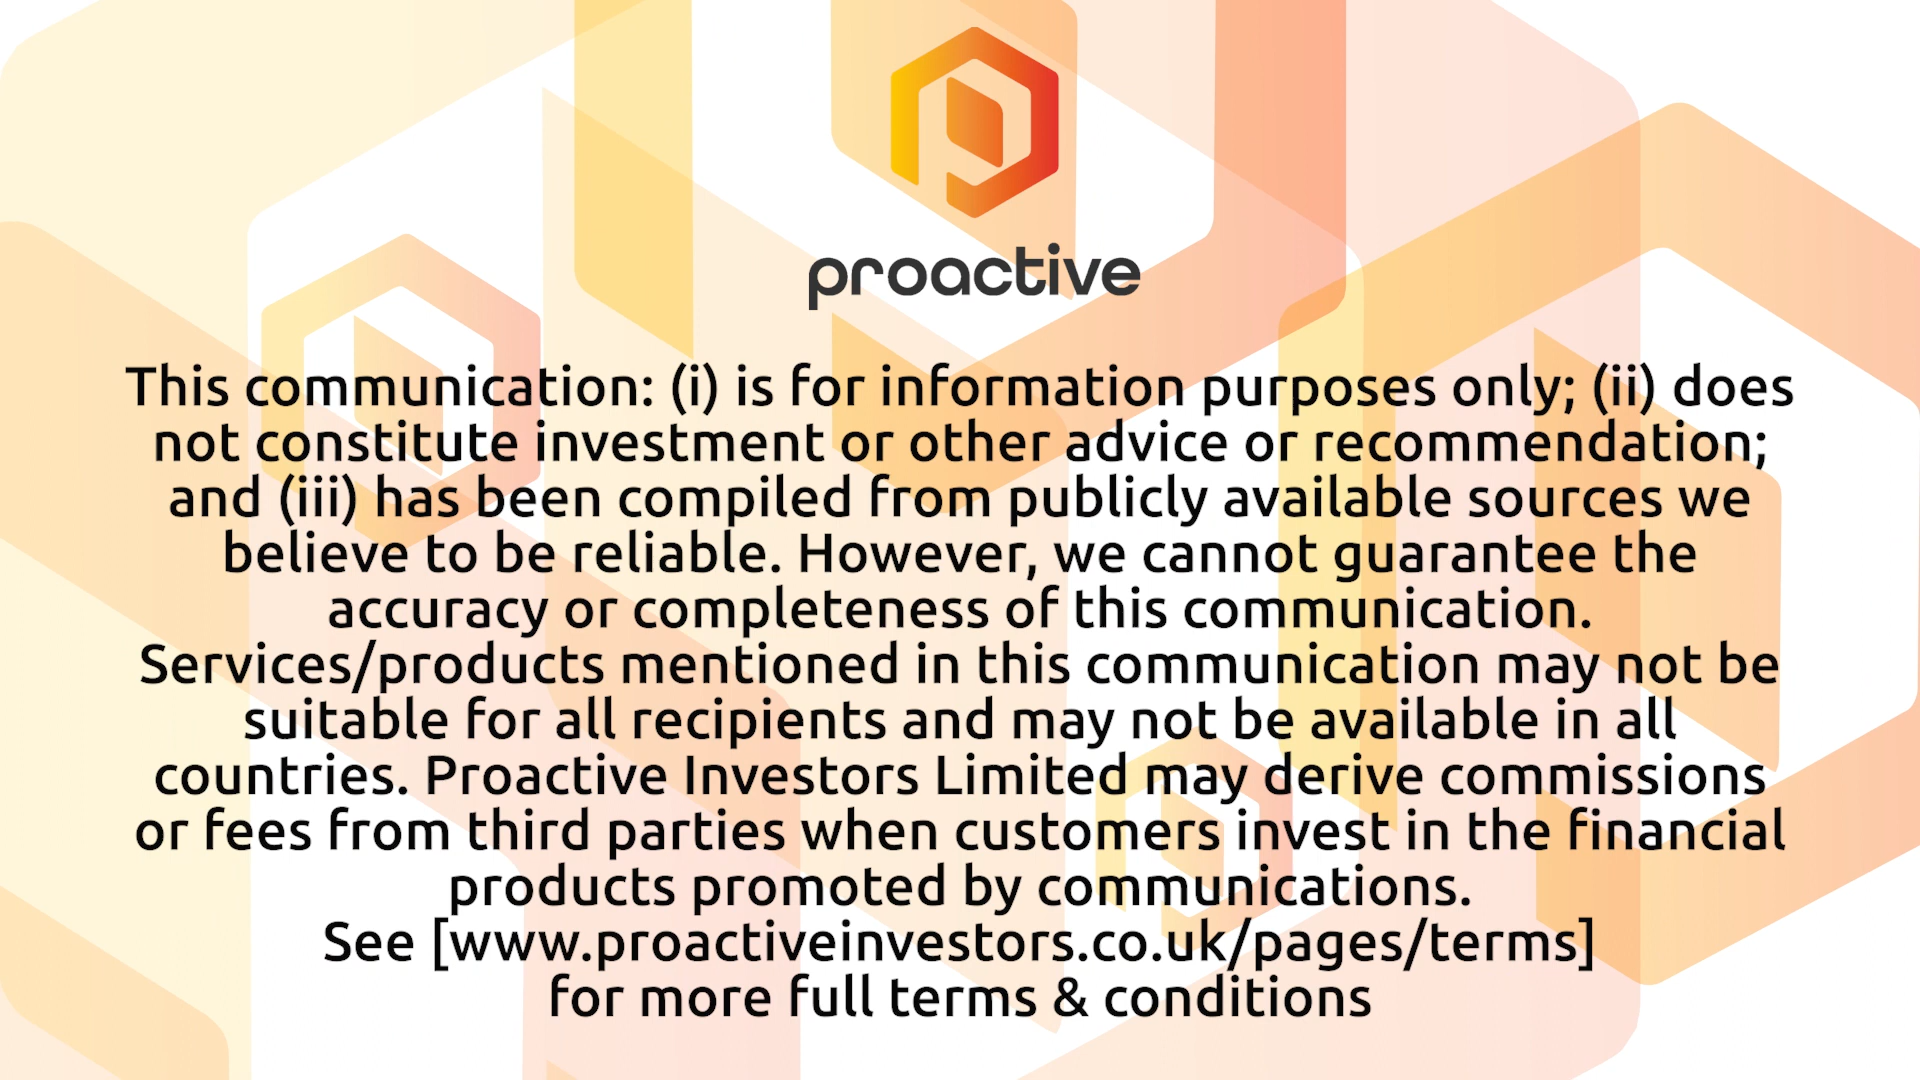 proactive
This communication: (i) is for information purposes only; (ii) does
not constitute investment or other advice or recommendation;
and (iii) has been compiled from publicly available sources we
believe to be reliable. However, we cannot guarantee the
accuracy or completeness of this communication.
Services/products mentioned in this communication may not be
suitable for all recipients and may not be available in all
countries. Proactive Investors Limited may derive commissions
or fees from third parties when customers invest in the financial
products promoted by communications.
See [www.proactiveinvestors.co.uk/pages/terms]
for more full terms & conditions